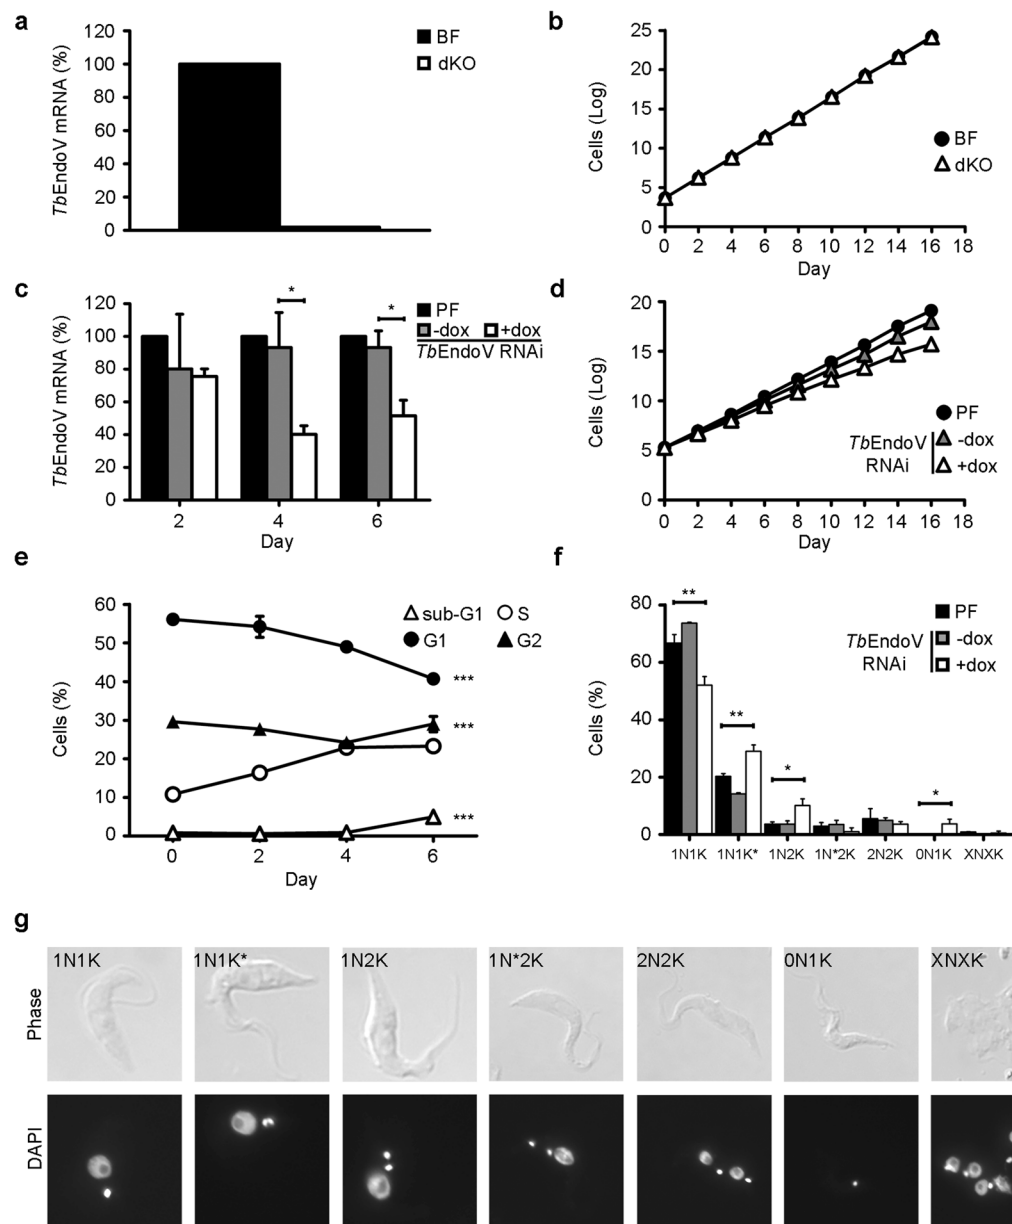 a
TbEndoV mRNA (%)
120
100
80
60
40
20
0
BF
dKO
b
Cells (Log)
25
20
15
10
5
0
BF
dKO
0 2 4 6 8 10 12 14 16 18
Day
c
TbEndoV mRNA (%)
120
100
80
60
40
20
0
* *
PF
-dox +dox
TbEndoV RNAi
2 4 6
Day
d
Cells (Log)
20
15
10
5
0
PF
TbEndoV -dox
RNAi +dox
0 2 4 6 8 10 12 14 16 18
Day
e
Cells (%)
60
50
40
30
20
10
0
sub-G1 S
G1 G2
***
***
***
0 2 4 6
Day
f
Cells (%)
80
60
40
20
0
** ** * *
PF
TbEndoV -dox
RNAi +dox
1N1K 1N1K* 1N2K 1N*2K 2N2K 0N1K XNXK
g
Phase
1N1K 1N1K* 1N2K 1N*2K 2N2K 0N1K XNXK
DAPI